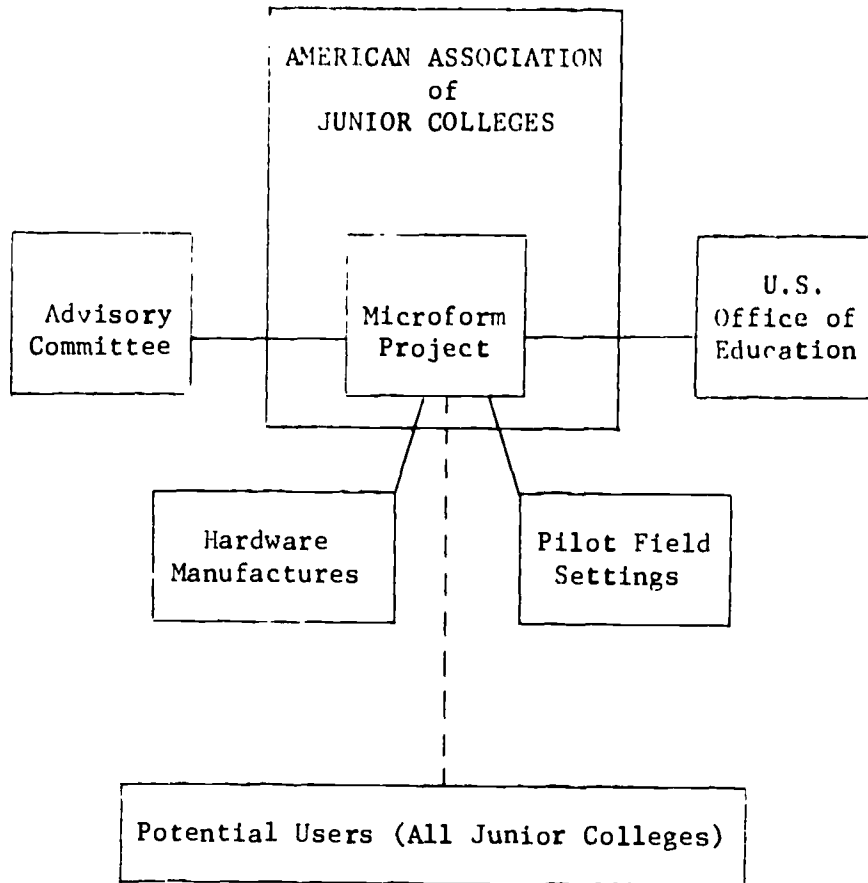 AMERICAN ASSOCIATION
of
JUNIOR COLLEGES
Advisory
Committee
Microform
Project
U.S.
Office of
Education
Hardware
Manufactures
Pilot Field
Settings
Potential Users (All Junior Colleges)